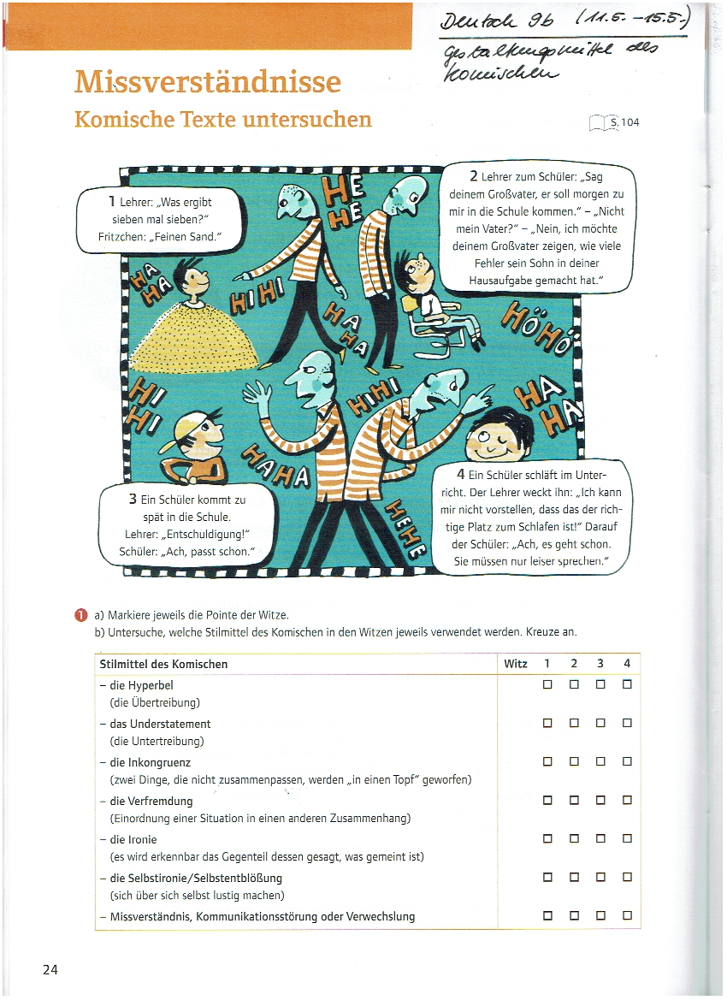 Deutsch 9b (11.5. – 15.5.)
Gestaltungsmittel des
Komischen
Missverständnisse
Komische Texte untersuchen
S. 104
1 Lehrer: „Was ergibt
sieben mal sieben?“
Fritzchen: „Feinen Sand.“
HE
HE
2 Lehrer zum Schüler: „Sag
deinem Großvater, er soll morgen zu
mir in die Schule kommen.“ – „Nicht
mein Vater?“ – „Nein, ich möchte
deinem Großvater zeigen, wie viele
Fehler sein Sohn in deiner
Hausaufgabe gemacht hat.“
HA
HA
HIHI
HA
HA
HÖHÖ
HI
HI
HIHI
HA
HA
HAHA
HEHE
3 Ein Schüler kommt zu
spät in die Schule.
Lehrer: „Entschuldigung!“
Schüler: „Ach, passt schon.“
4 Ein Schüler schläft im Unter-
richt. Der Lehrer weckt ihn: „Ich kann
mir nicht vorstellen, dass das der rich-
tige Platz zum Schlafen ist!“ Darauf
der Schüler: „Ach, es geht schon.
Sie müssen nur leiser sprechen.“
1 a) Markiere jeweils die Pointe der Witze.
b) Untersuche, welche Stilmittel des Komischen in den Witzen jeweils verwendet werden. Kreuze an.
Stilmittel des Komischen Witz 1 2 3 4
– die Hyperbel
(die Übertreibung)
– das Understatement
(die Untertreibung)
– die Inkongruenz
(zwei Dinge, die nicht zusammenpassen, werden „in einen Topf“ geworfen)
– die Verfremdung
(Einordnung einer Situation in einen anderen Zusammenhang)
– die Ironie
(es wird erkennbar das Gegenteil dessen gesagt, was gemeint ist)
– die Selbstironie/Selbstentblößung
(sich über sich selbst lustig machen)
– Missverständnis, Kommunikationsstörung oder Verwechslung
24